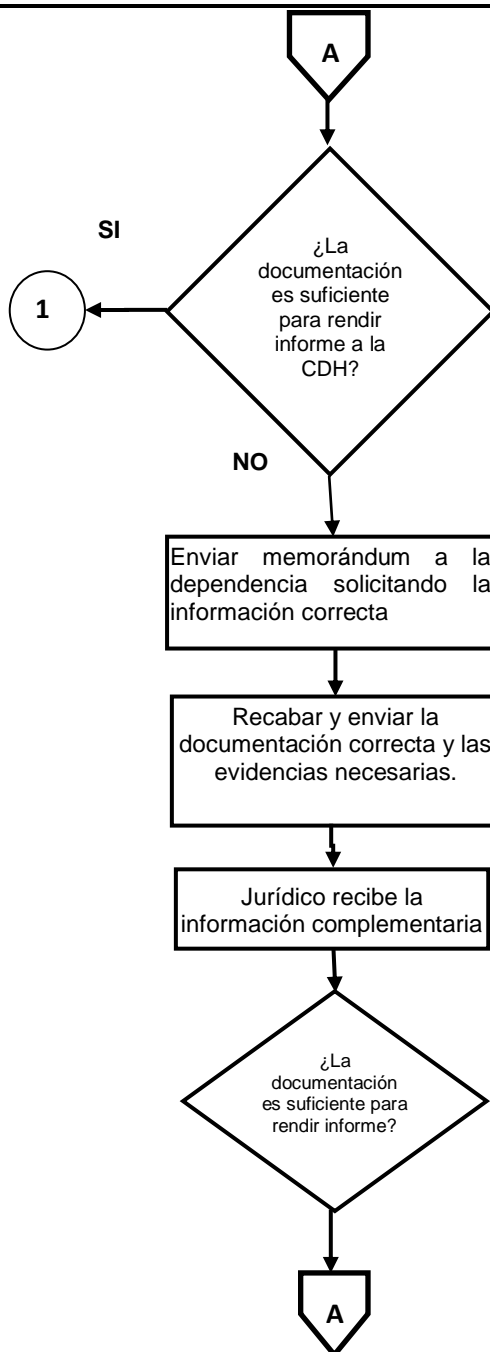 A
SI
¿La
documentación
es suficiente
para rendir
informe a la
CDH?
1
NO
Enviar memorándum a la
dependencia solicitando la
información correcta
Recabar y enviar la
documentación correcta y las
evidencias necesarias.
Jurídico recibe la
información complementaria
¿La
documentación
es suficiente para
rendir informe?
A